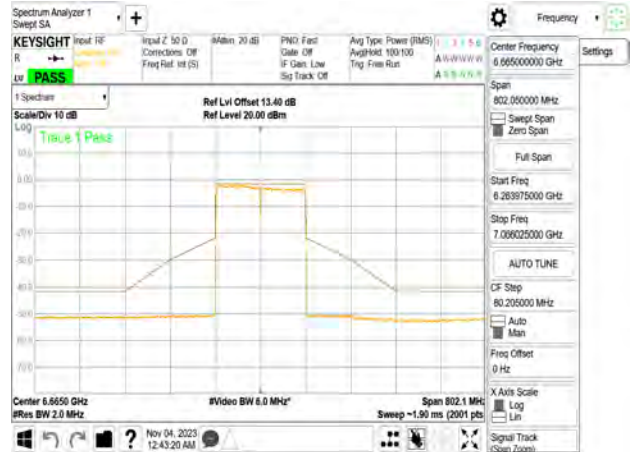 Spectrum Analyzer 1
Swept SA
Frequency
KEYSIGHT
Input: RF
Input Z: 50 Ω
Corrections: Off
Freq Ref: Int (S)
#Atten: 20 dB
PNO: Fast
Gate: Off
IF Gain: Low
Sig Track: Off
Avg Type: Power (RMS)
Avg|Hold: 100/100
Trig: Free Run
PASS
Center Frequency
6.665000000 GHz
Settings
Span
802.050000 MHz
Swept Span
Zero Span
Full Span
Start Freq
6.263975000 GHz
Stop Freq
7.066025000 GHz
AUTO TUNE
CF Step
80.205000 MHz
Auto
Man
Freq Offset
0 Hz
X Axis Scale
Log
Lin
Signal Track
(Span Zoom)
1 Spectrum
Scale/Div 10 dB
Ref Lvl Offset 13.40 dB
Ref Level 20.00 dBm
Log
Trace 1 Pass
Center 6.6650 GHz
#Res BW 2.0 MHz
#Video BW 6.0 MHz*
Span 802.1 MHz
Sweep ~1.90 ms (2001 pts
Nov 04, 2023
12:43:20 AM